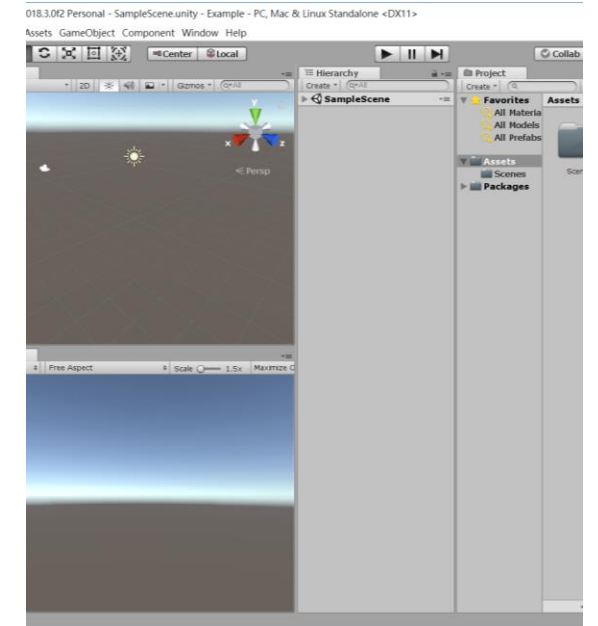 018.3.0f2 Personal - SampleScene.unity - Example - PC, Mac & Linux Standalone <DX11>
Assets GameObject Component Window Help
Center Local Collab
Hierarchy Project
2D Gizmos All Create All Create
SampleScene Favorites Assets
All Materia
All Models
All Prefabs
y
x z
Persp
Assets
Scenes
Packages
Free Aspect Scale 1.5x Maximize O